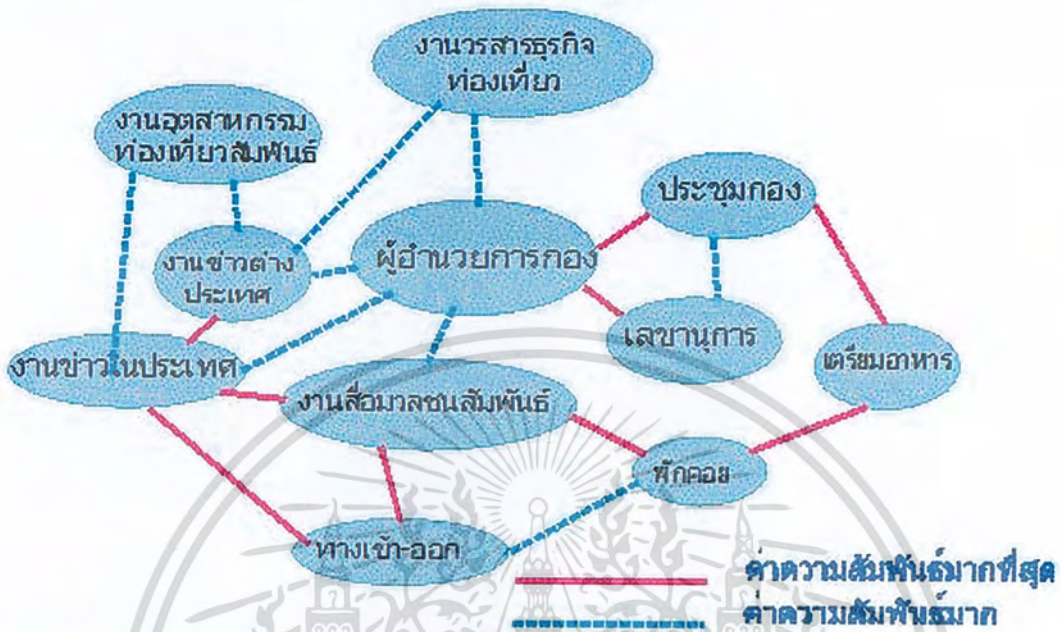 งานวรสารธุรกิจ
ท่องเที่ยว
งานอุตสาหกรรม
ท่องเที่ยวสัมพันธ์
ประชุมกอง
งานข่าวต่าง
ประเทศ
ผู้อำนวยการกอง
เลขานุการ
งานข่าวในประเทศ
เตรียมอาหาร
งานสื่อมวลชนสัมพันธ์
พักคอย
ทางเข้า-ออก
ค่าความสัมพันธ์มากที่สุด
ค่าความสัมพันธ์มาก